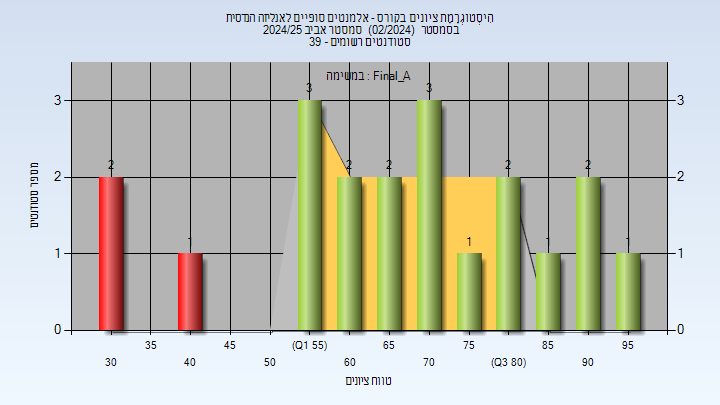 היסטוגרמת ציונים בקורס - אלמנטים סופיים לאנליזה הנדסית
בסמסטר (02/2024) סמסטר אביב 2024/25
סטודנטים רשומים - 39
במשימה : Final_A
מספר סטודנטים
3 3
2 2
1 1
0 0
2 1 3 2 2 3 1 2 1 2 1
35 45 (Q1 55) 65 75 85 95
30 40 50 60 70 (Q3 80) 90
טווח ציונים